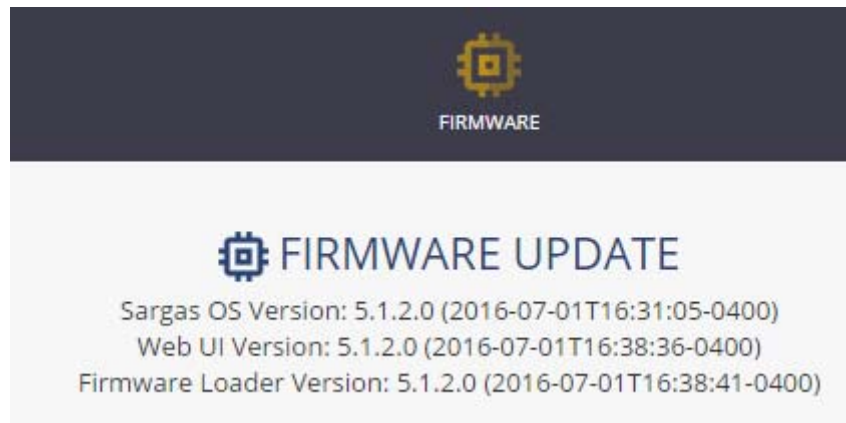 FIRMWARE
FIRMWARE UPDATE
Sargas OS Version: 5.1.2.0 (2016-07-01T16:31:05-0400)
Web UI Version: 5.1.2.0 (2016-07-01T16:38:36-0400)
Firmware Loader Version: 5.1.2.0 (2016-07-01T16:38:41-0400)